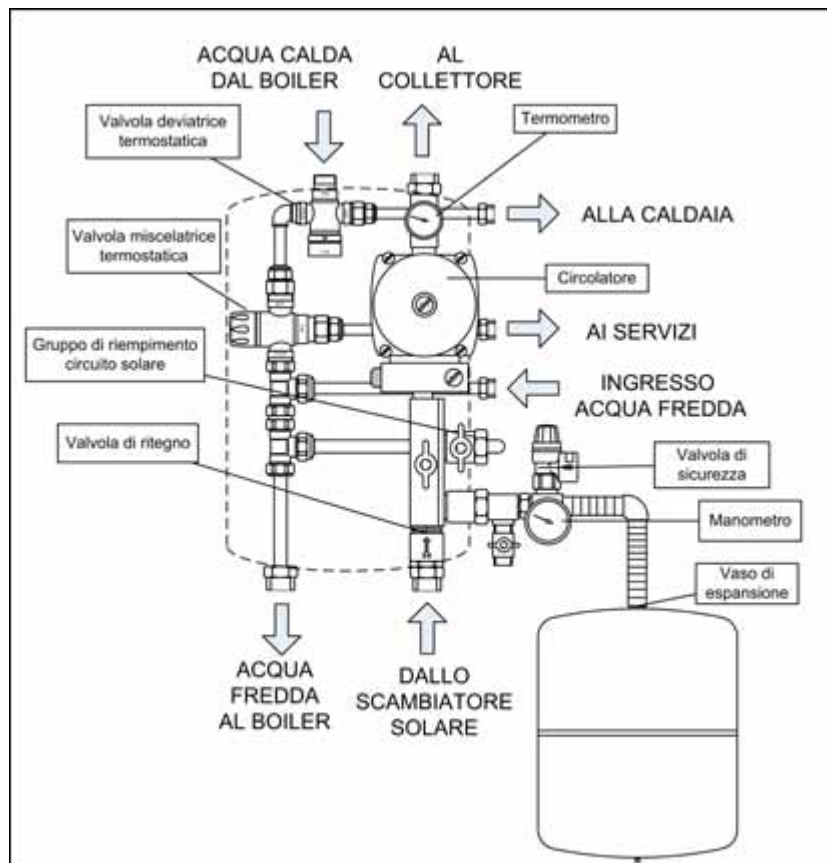 ACQUA CALDA
DAL BOILER
AL
COLLETTORE
Valvola deviatrice
termostatica
Termometro
ALLA CALDAIA
Valvola miscelatrice
termostatica
Circolatore
AI SERVIZI
Gruppo di riempimento
circuito solare
INGRESSO
ACQUA FREDDA
Valvola di ritegno
Valvola di
sicurezza
Manometro
Vaso di
espansione
ACQUA
FREDDA
AL BOILER
DALLO
SCAMBIATORE
SOLARE